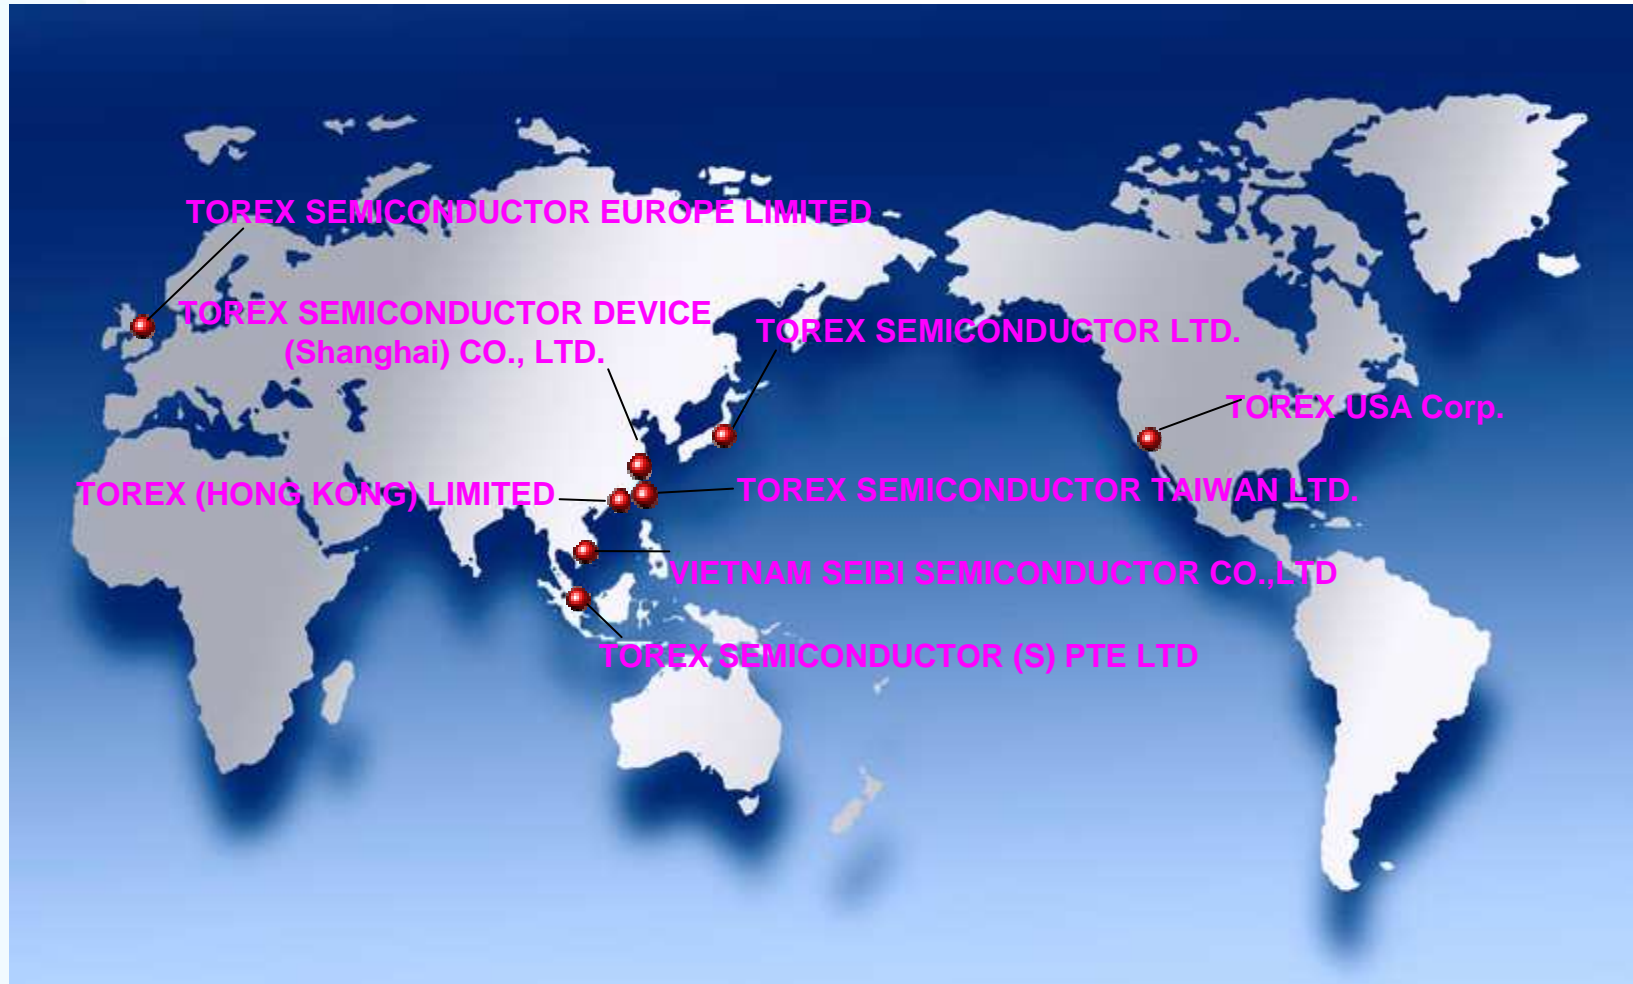 TOREX SEMICONDUCTOR EUROPE LIMITED
TOREX SEMICONDUCTOR DEVICE
(Shanghai) CO., LTD.
TOREX SEMICONDUCTOR LTD.
TOREX USA Corp.
TOREX (HONG KONG) LIMITED
TOREX SEMICONDUCTOR TAIWAN LTD.
VIETNAM SEIBI SEMICONDUCTOR CO.,LTD
TOREX SEMICONDUCTOR (S) PTE LTD